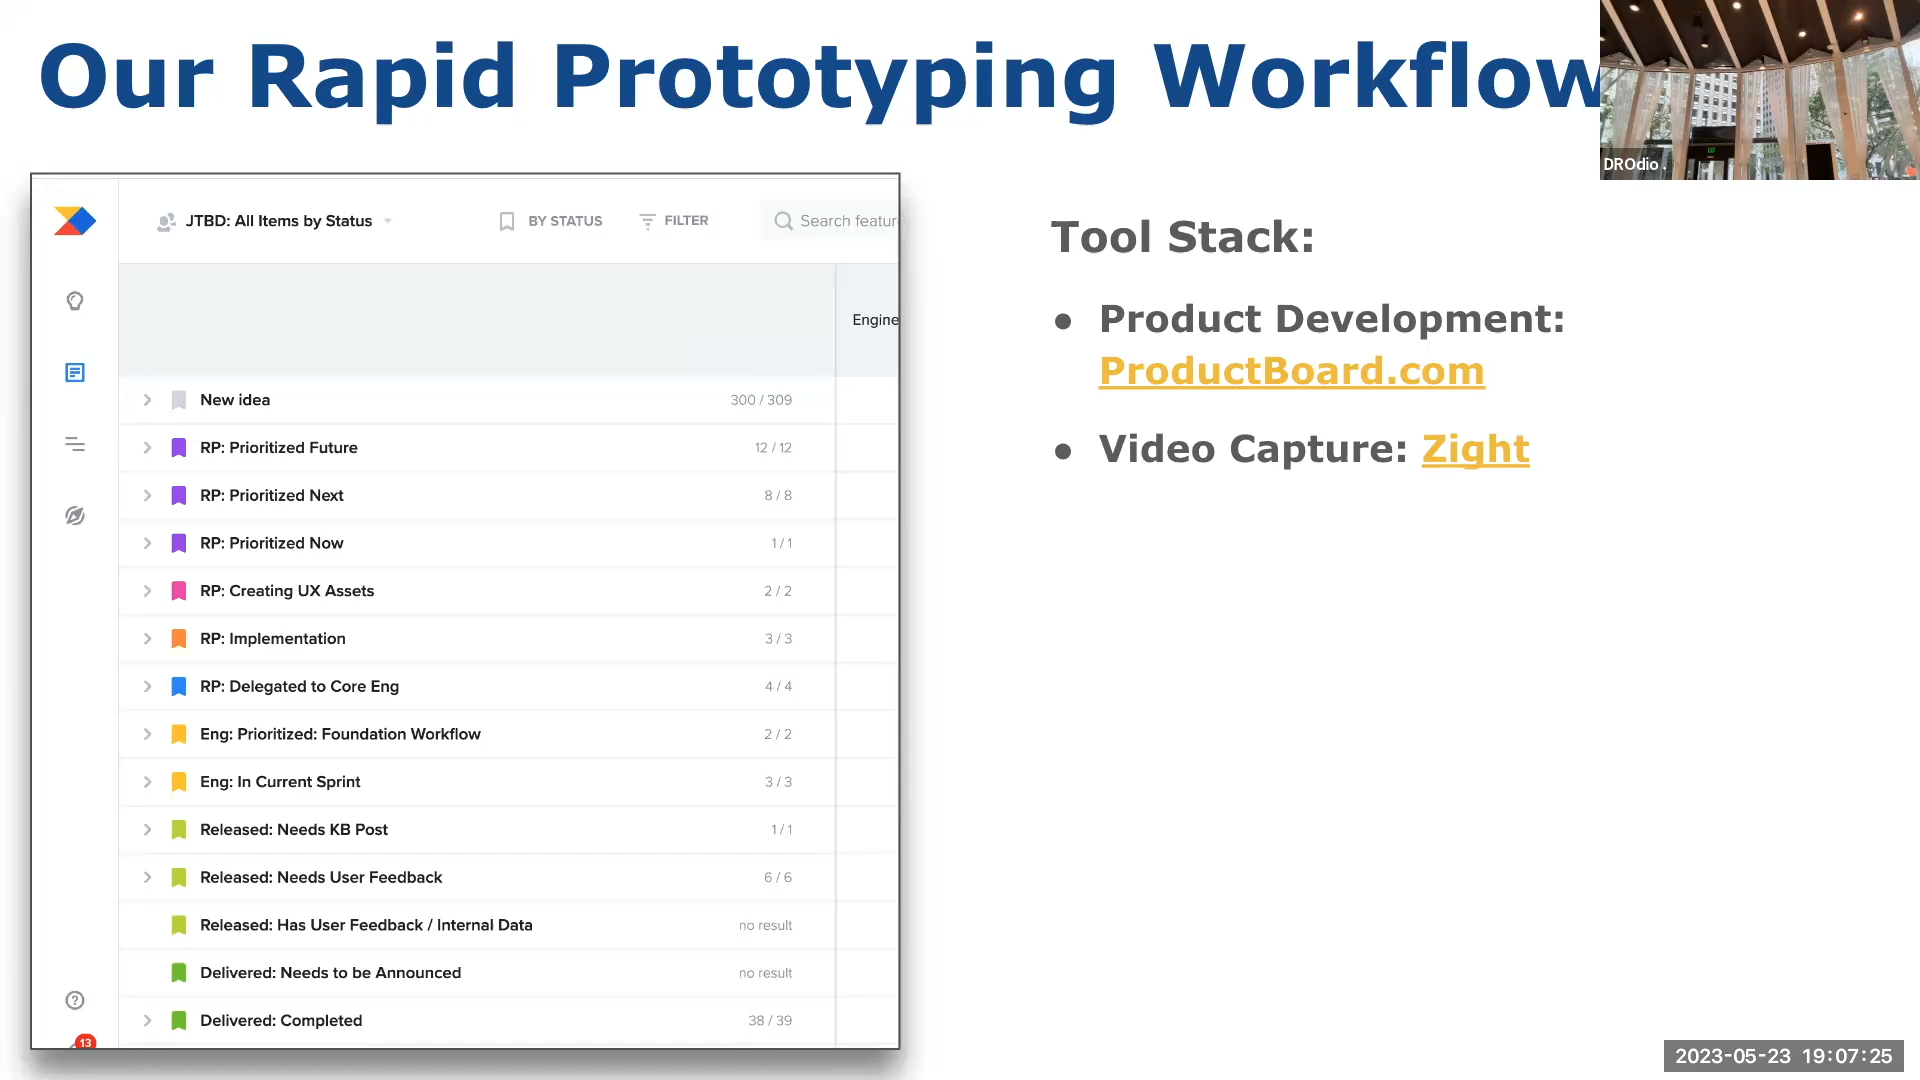 Our Rapid Prototyping Workflow
DROdio
JTBD: All Items by Status
BY STATUS
FILTER
Search featur
Engine
New idea 300 / 309
RP: Prioritized Future 12 / 12
RP: Prioritized Next 8 / 8
RP: Prioritized Now 1 / 1
RP: Creating UX Assets 2 / 2
RP: Implementation 3 / 3
RP: Delegated to Core Eng 4 / 4
Eng: Prioritized: Foundation Workflow 2 / 2
Eng: In Current Sprint 3 / 3
Released: Needs KB Post 1 / 1
Released: Needs User Feedback 6 / 6
Released: Has User Feedback / Internal Data no result
Delivered: Needs to be Announced no result
Delivered: Completed 38 / 39
13
Tool Stack:
● Product Development:
ProductBoard.com
● Video Capture: Zight
2023-05-23 19:07:25